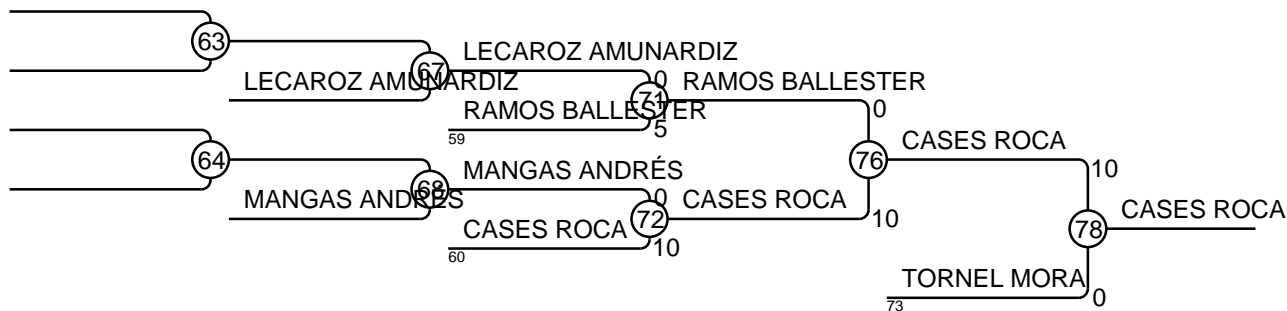 63
67
LECAROZ AMUNARDIZ
LECAROZ AMUNARDIZ
0
71
RAMOS BALLESTER
RAMOS BALLESTER
59
5
0
64
68
MANGAS ANDRÉS
MANGAS ANDRÉS
0
72
CASES ROCA
CASES ROCA
60
10
76
10
CASES ROCA
10
78
CASES ROCA
TORNEL MORA
73
0